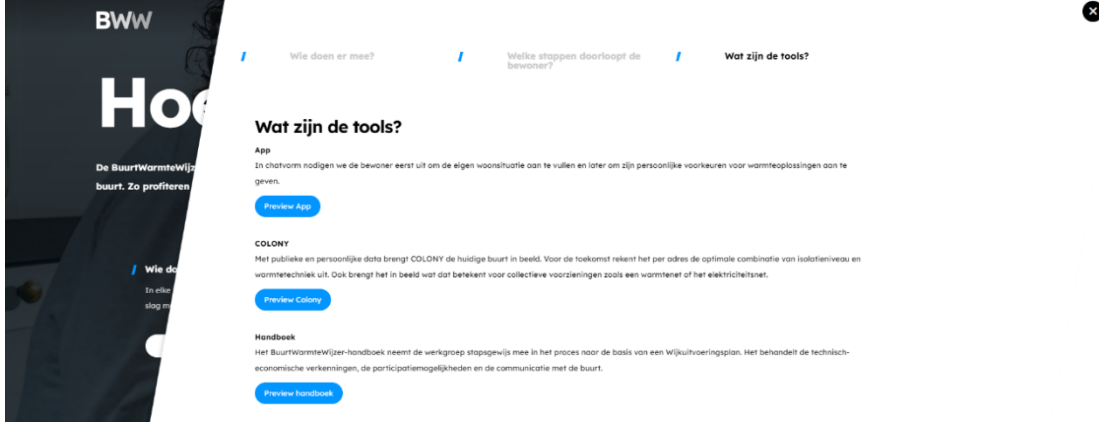 BWW
Hoe
De BuurtWarmteWijz
buurt. Zo profiteren
Wie do
In elke
slag m
Wie doen er mee?
Welke stappen doorloopt de
bewoner?
Wat zijn de tools?
Wat zijn de tools?
App
In chatvorm nodigen we de bewoner eerst uit om de eigen woonsituatie aan te vullen en later om zijn persoonlijke voorkeuren voor warmteoplossingen aan te
geven.
Preview App
COLONY
Met publieke en persoonlijke data brengt COLONY de huidige buurt in beeld. Voor de toekomst rekent het per adres de optimale combinatie van isolatieniveau en
warmtetechniek uit. Ook brengt het in beeld wat dat betekent voor collectieve voorzieningen zoals een warmtenet of het elektriciteitsnet.
Preview Colony
Handboek
Het BuurtWarmteWijzer-handboek neemt de werkgroep stapsgewijs mee in het proces naar de basis van een Wijkuitvoeringsplan. Het behandelt de technisch-
economische verkenningen, de participatiemogelijkheden en de communicatie met de buurt.
Preview handboek